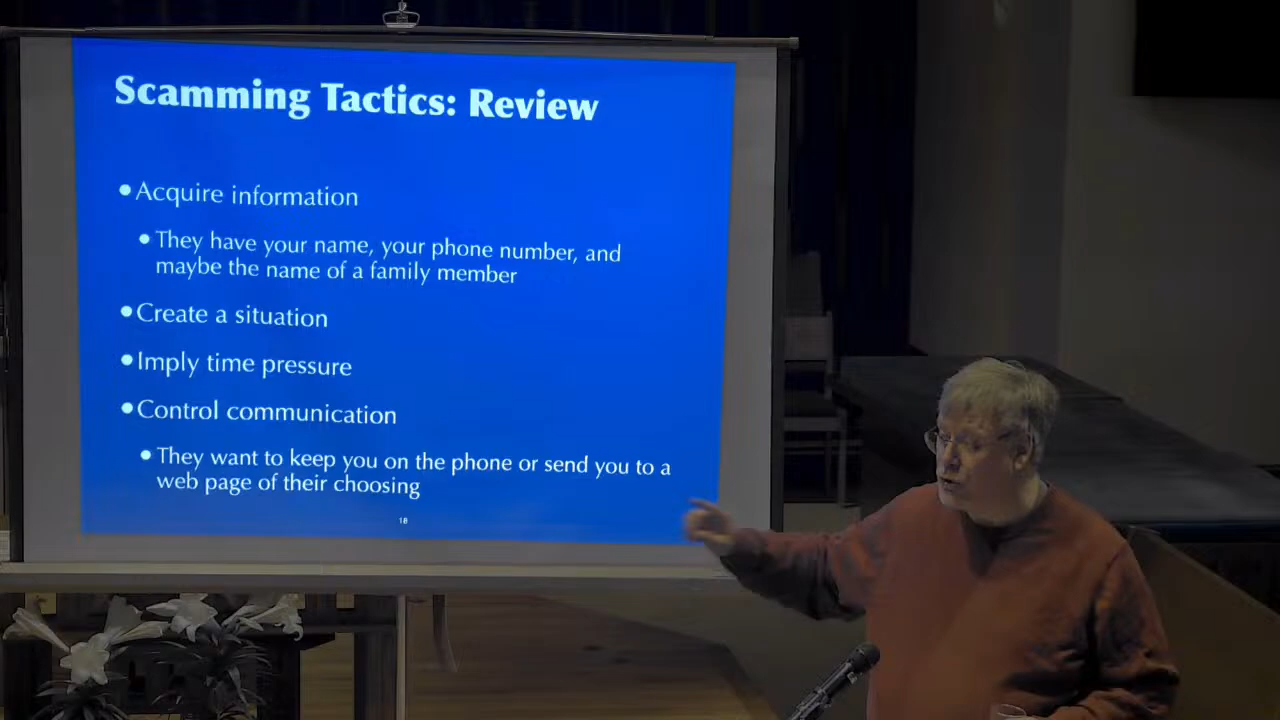 Scamming Tactics: Review
• Acquire information
• They have your name, your phone number, and
maybe the name of a family member
• Create a situation
• Imply time pressure
• Control communication
• They want to keep you on the phone or send you to a
web page of their choosing
18